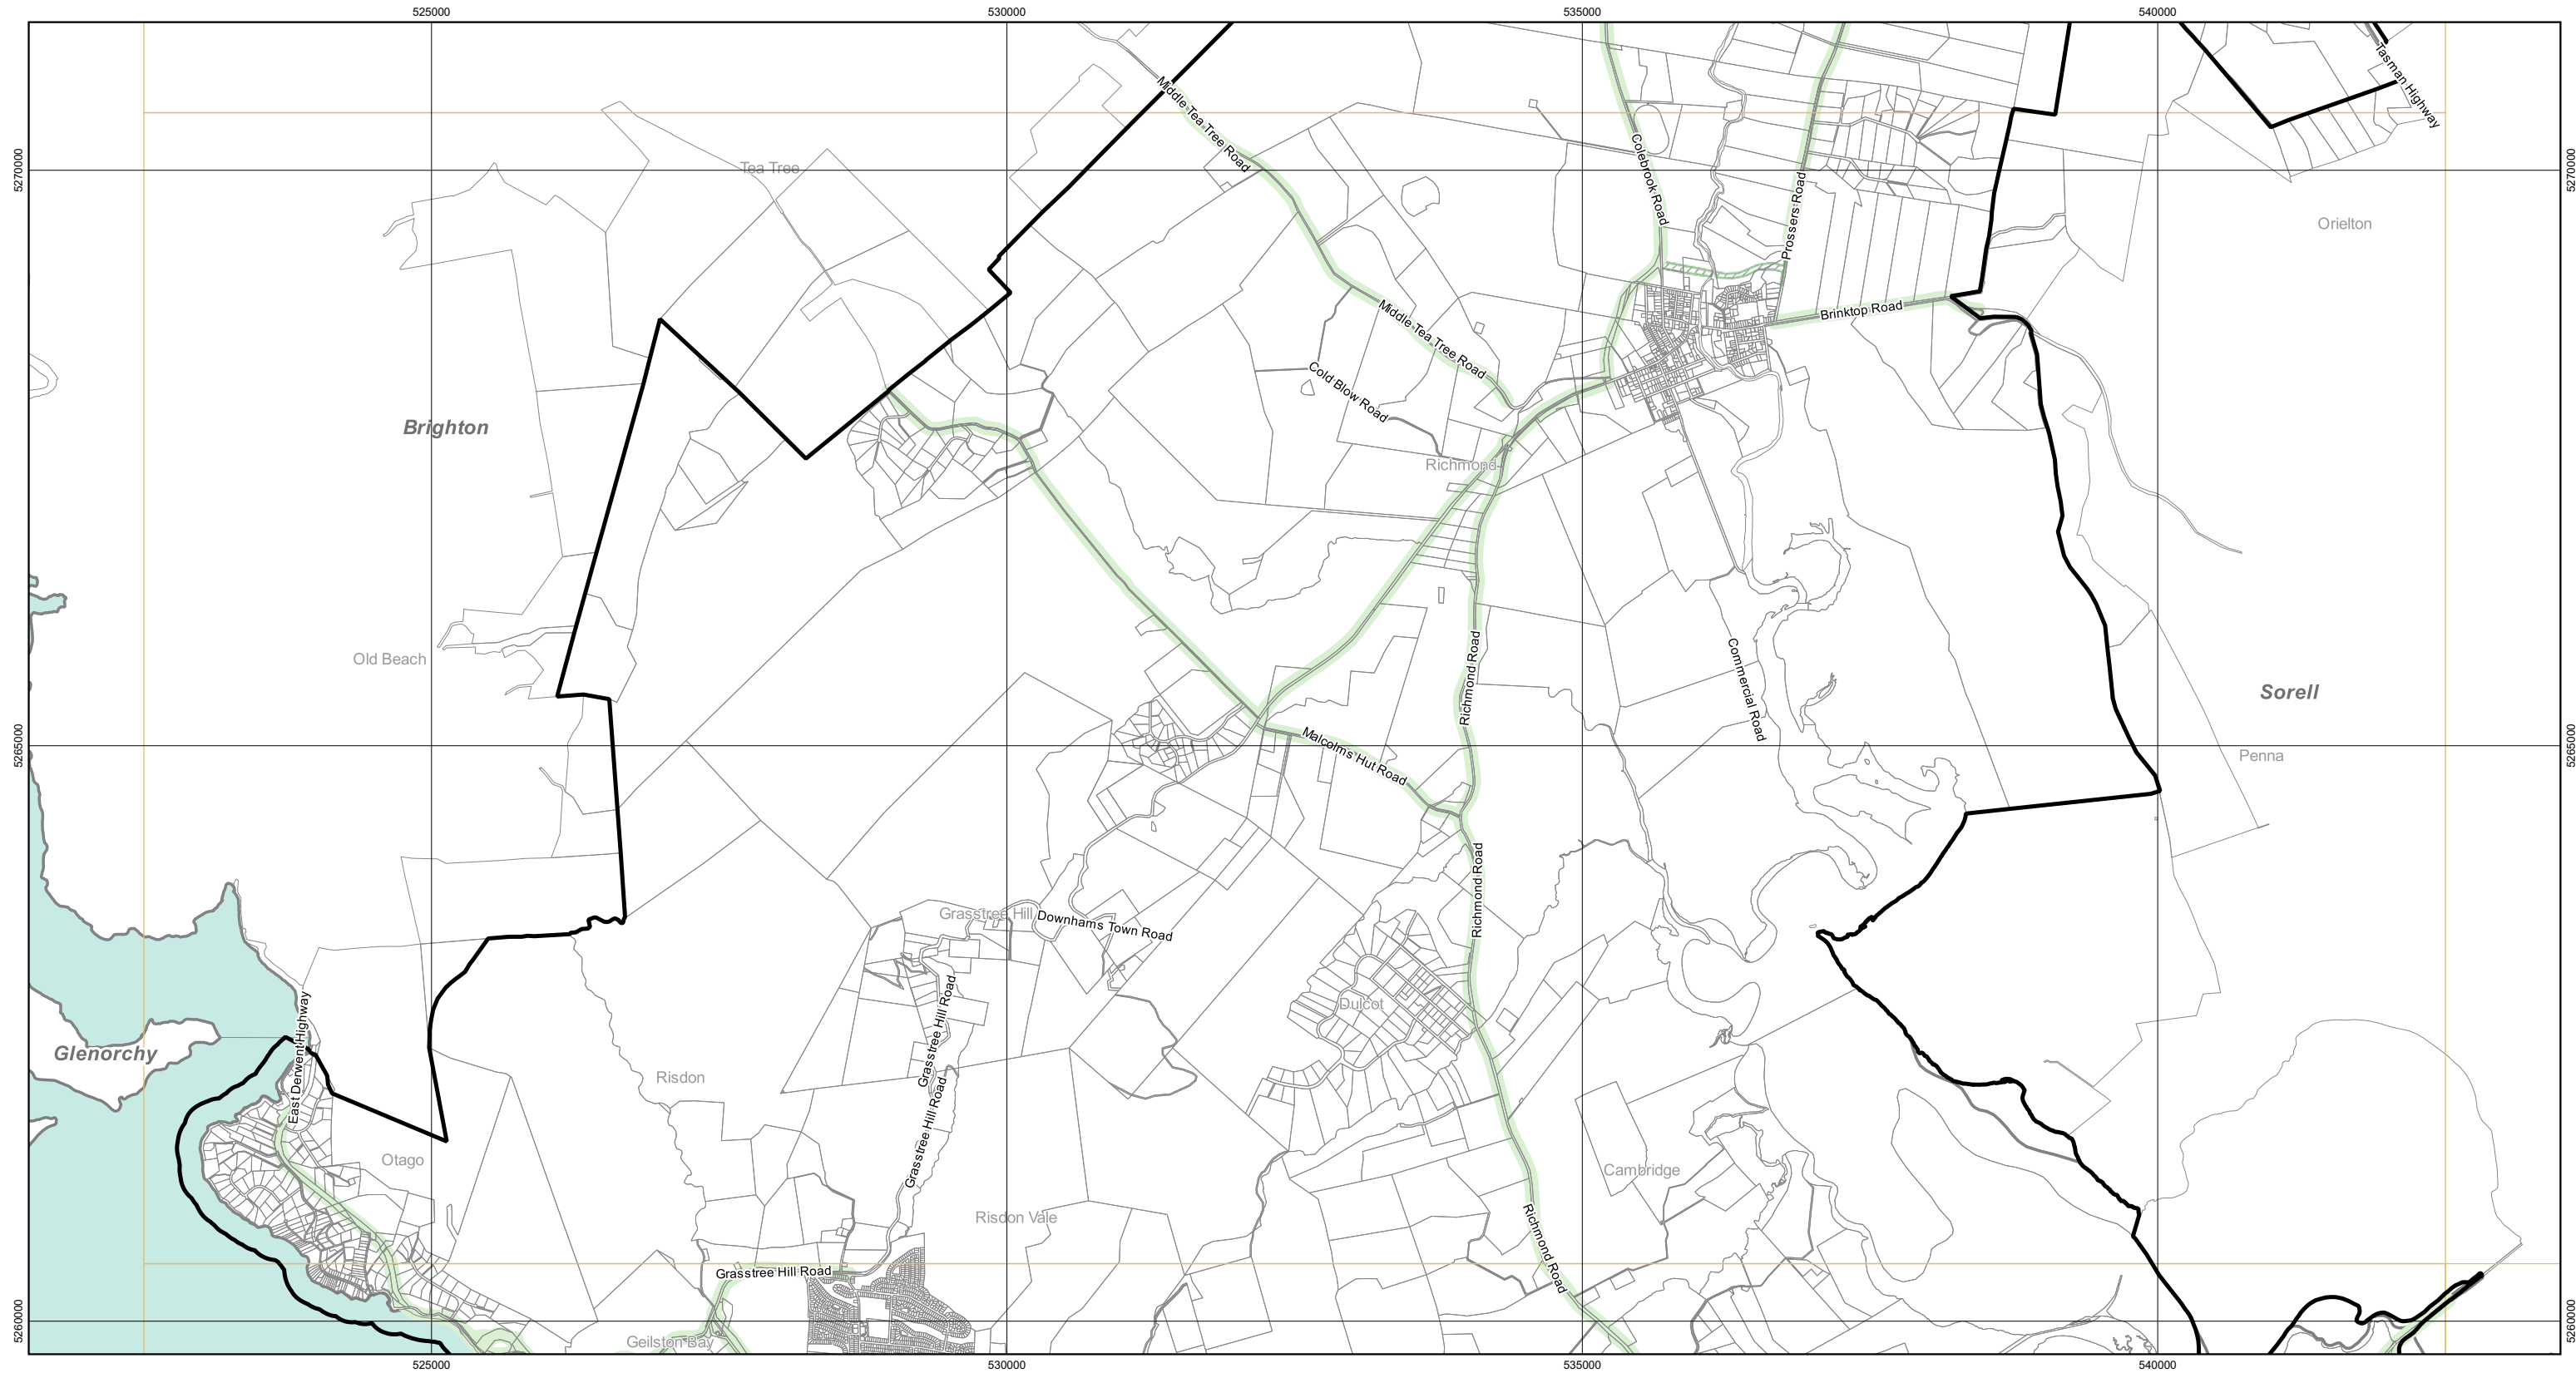 525000
530000
535000
540000
Tasman Highway
Middle Tea Tree Road
Colebrook Road
5270000
5270000
Tea Tree
Prossers Road
Orielton
Brinktop Road
Middle Tea Tree Road
Cold Blow Road
Brighton
Richmond
Old Beach
Richmond Road
Commercial Road
Sorell
5265000
5265000
Malcolms Hut Road
Penna
Richmond Road
Grasstree Hill
Downhams Town Road
Grasstree Hill Road
Dulcot
East Derwent Highway
Glenorchy
Risdon
Grasstree Hill Road
Otago
Cambridge
Risdon Vale
Richmond Road
Grasstree Hill Road
5260000
5260000
Geilston Bay
525000
530000
535000
540000